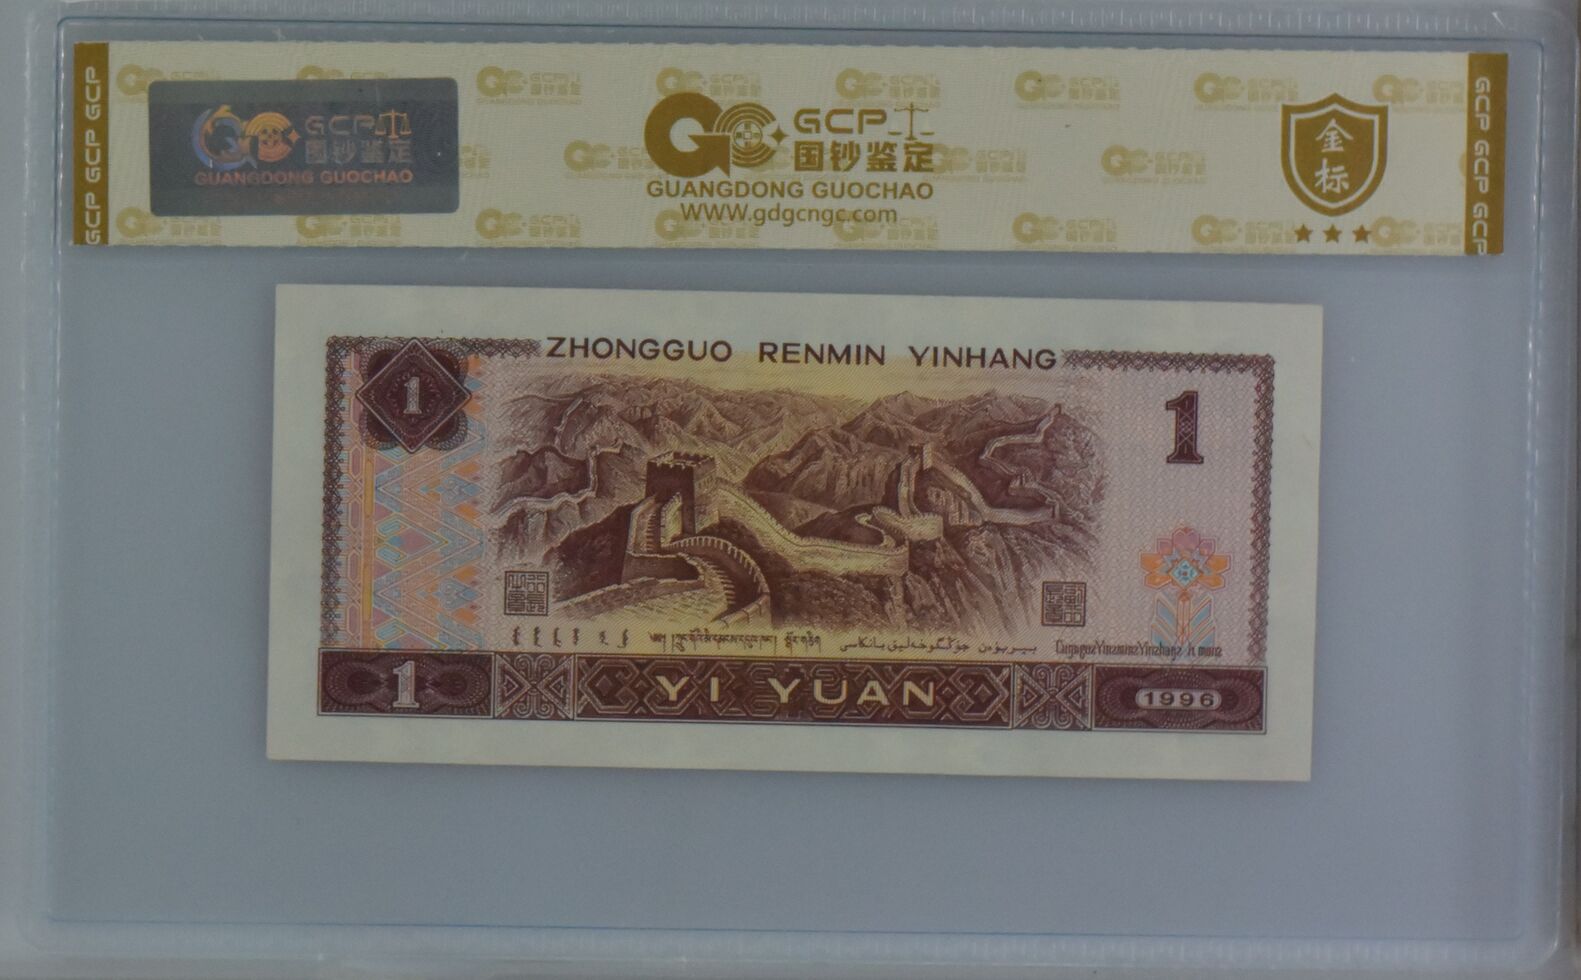 GCP GCP GCP
GCP
国钞鉴定
GUANGDONG GUOCHAO
GCP
国钞鉴定
GUANGDONG GUOCHAO
WWW.gdgcngc.com
金标
GCP GCP GCP
ZHONGGUO RENMIN YINHANG
1
1
1
YI YUAN
1996